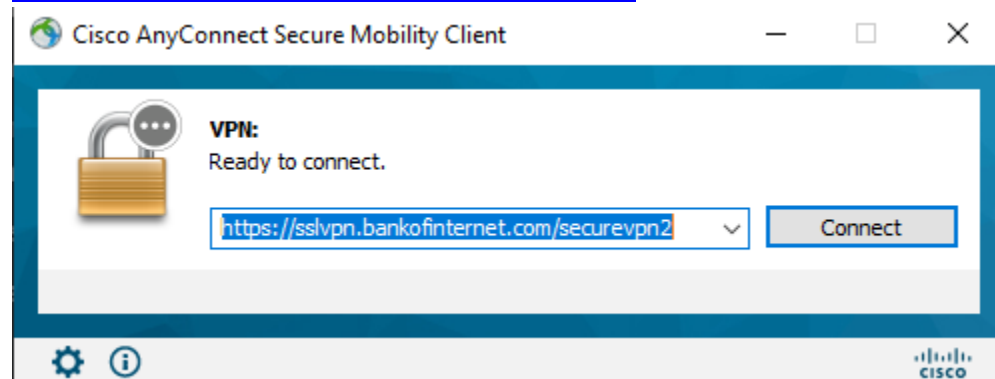 Cisco AnyConnect Secure Mobility Client
VPN:
Ready to connect.
https://sslvpn.bankofinternet.com/securevpn2
Connect
CISCO